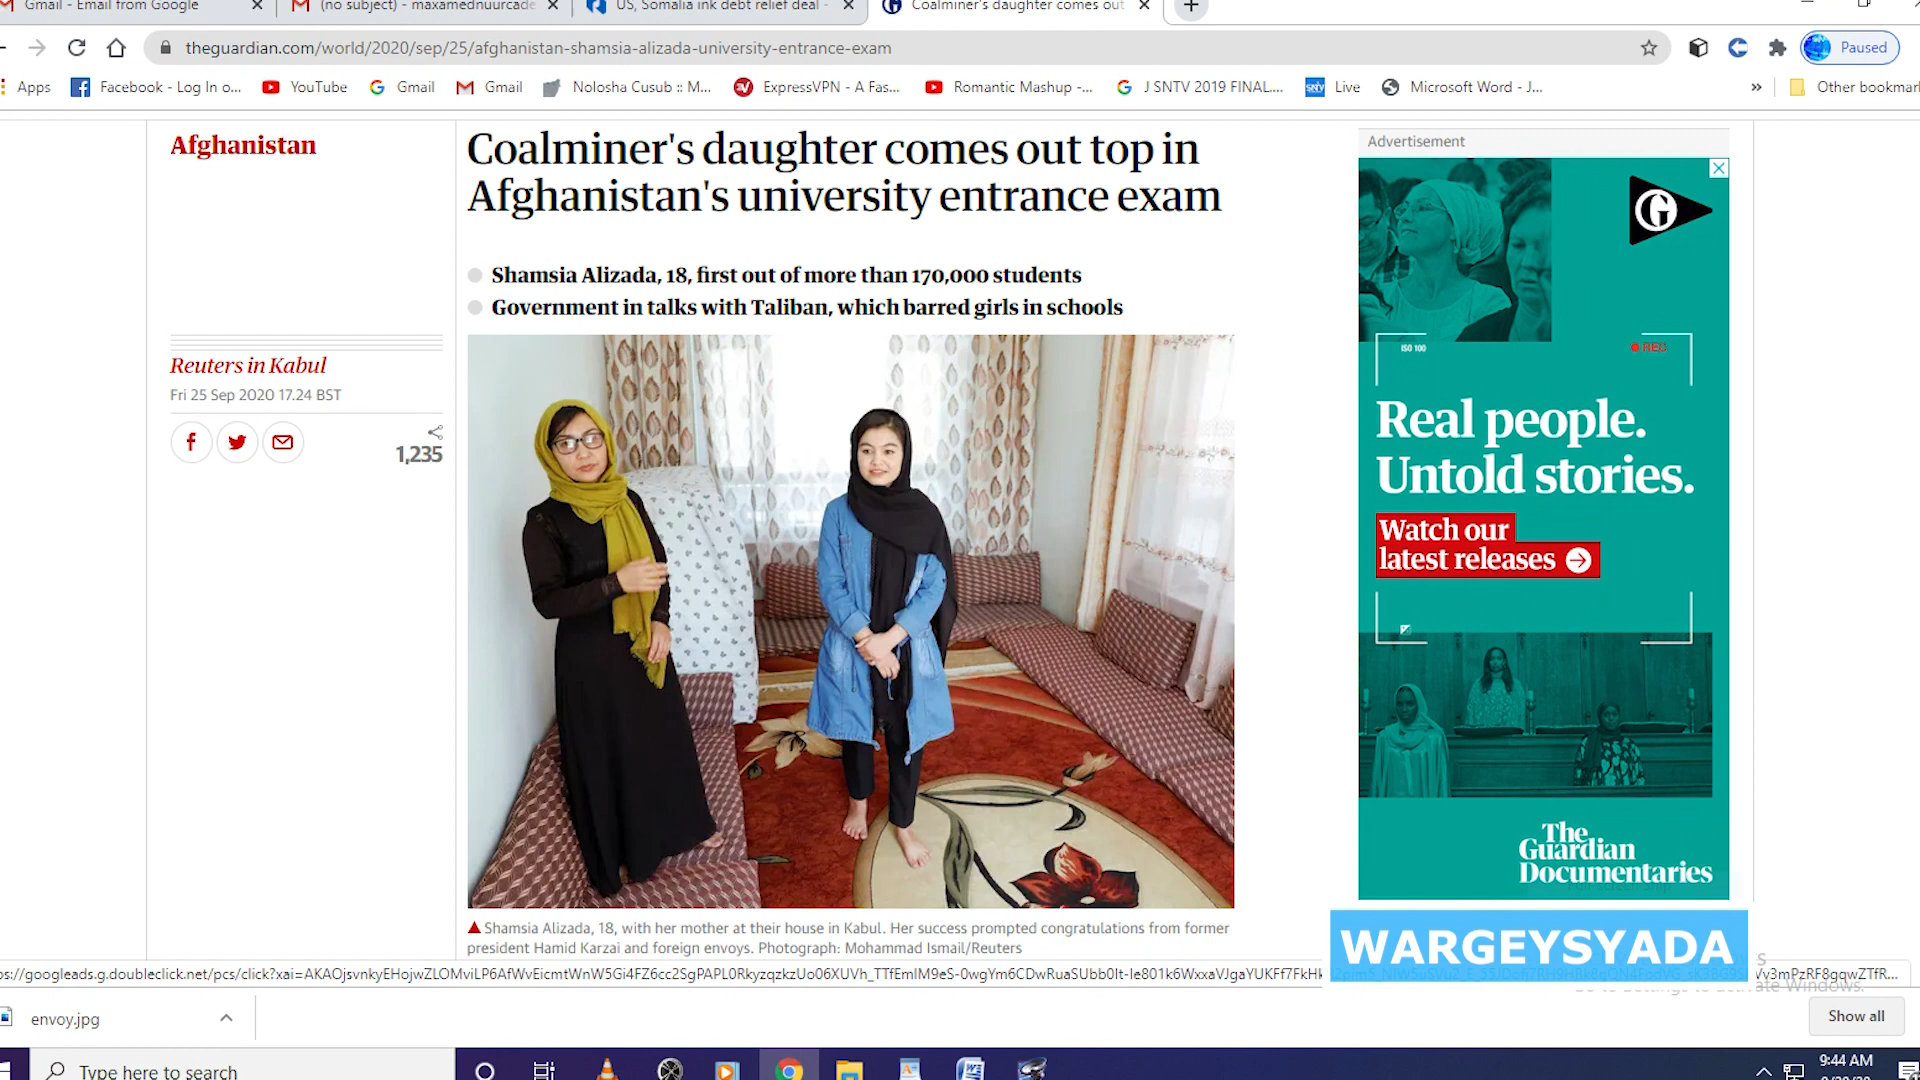 Gmail - Email from Google
(no subject) - maxamednuurcade
US, Somalia ink debt relief deal -
Coalminer's daughter comes out
theguardian.com/world/2020/sep/25/afghanistan-shamsia-alizada-university-entrance-exam
Paused
Apps
Facebook - Log In o...
YouTube
Gmail
Gmail
Nolosha Cusub :: M...
ExpressVPN - A Fas...
Romantic Mashup -...
J SNTV 2019 FINAL....
Live
Microsoft Word - J...
»
Other bookmar
Afghanistan
Coalminer's daughter comes out top in
Afghanistan's university entrance exam
Shamsia Alizada, 18, first out of more than 170,000 students
Government in talks with Taliban, which barred girls in schools
Reuters in Kabul
Fri 25 Sep 2020 17.24 BST
1,235
Shamsia Alizada, 18, with her mother at their house in Kabul. Her success prompted congratulations from former
president Hamid Karzai and foreign envoys. Photograph: Mohammad Ismail/Reuters
Advertisement
ISO 100
REC
Real people.
Untold stories.
Watch our
latest releases
The
Guardian
Documentaries
WARGEYSYADA
envoy.jpg
Show all
Type here to search
9:44 AM